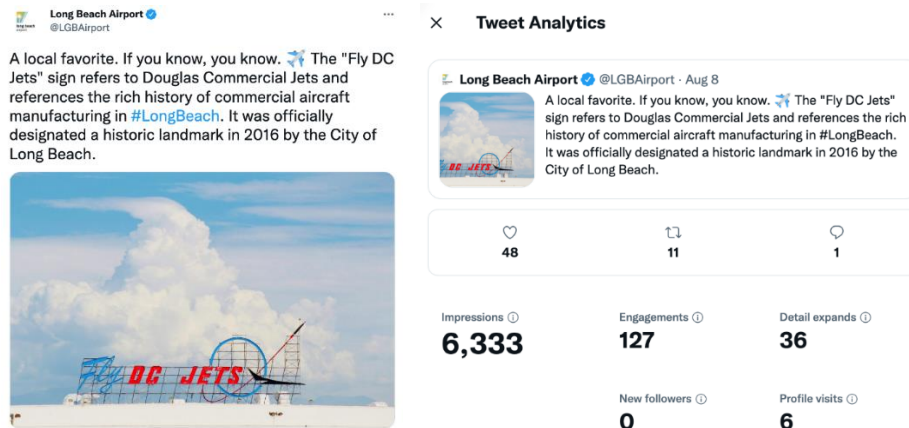 Long Beach Airport
@LGBAirport
A local favorite. If you know, you know. ✈️ The "Fly DC
Jets" sign refers to Douglas Commercial Jets and
references the rich history of commercial aircraft
manufacturing in #LongBeach. It was officially
designated a historic landmark in 2016 by the City of
Long Beach.
Fly DC JETS
Tweet Analytics
Long Beach Airport @LGBAirport · Aug 8
A local favorite. If you know, you know. ✈️ The "Fly DC Jets"
sign refers to Douglas Commercial Jets and references the rich
history of commercial aircraft manufacturing in #LongBeach.
It was officially designated a historic landmark in 2016 by the
City of Long Beach.
DC JETS
48
11
1
Impressions
Engagements
Detail expands
6,333
127
36
New followers
Profile visits
0
6